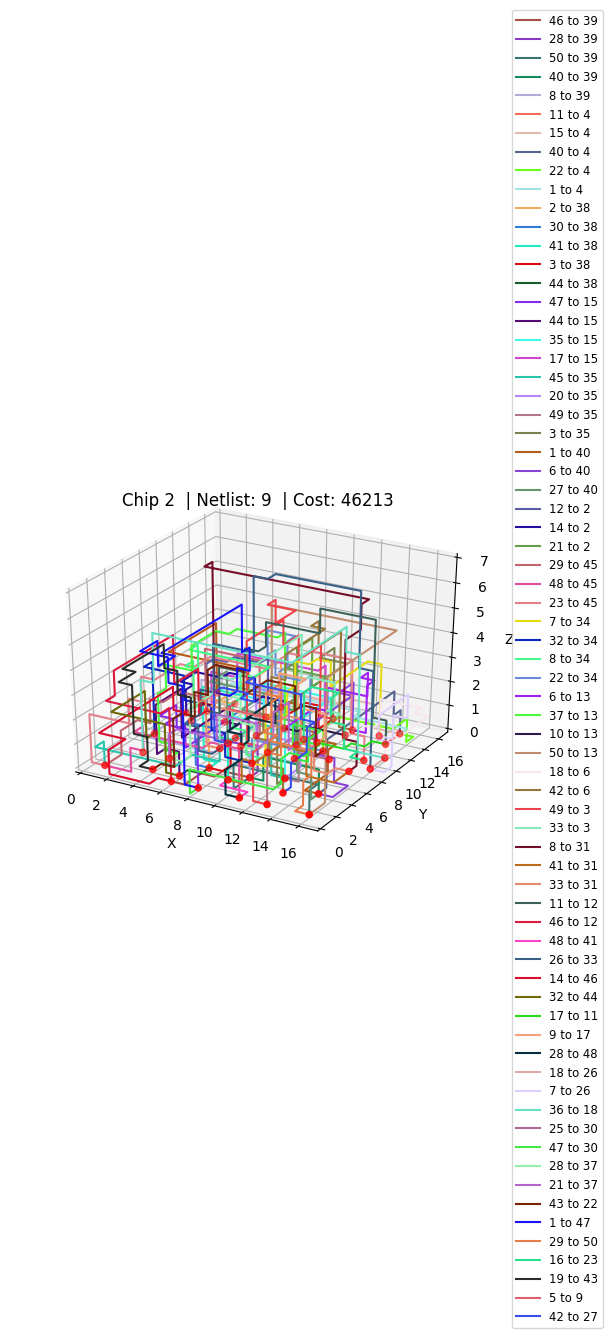 46 to 39
28 to 39
50 to 39
40 to 39
8 to 39
11 to 4
15 to 4
40 to 4
22 to 4
1 to 4
2 to 38
30 to 38
41 to 38
3 to 38
44 to 38
47 to 15
44 to 15
35 to 15
17 to 15
45 to 35
20 to 35
49 to 35
3 to 35
1 to 40
6 to 40
27 to 40
12 to 2
14 to 2
21 to 2
29 to 45
48 to 45
23 to 45
7 to 34
32 to 34
8 to 34
22 to 34
6 to 13
37 to 13
10 to 13
50 to 13
18 to 6
42 to 6
49 to 3
33 to 3
8 to 31
41 to 31
33 to 31
11 to 12
46 to 12
48 to 41
26 to 33
14 to 46
32 to 44
17 to 11
9 to 17
28 to 48
18 to 26
7 to 26
36 to 18
25 to 30
47 to 30
28 to 37
21 to 37
43 to 22
1 to 47
29 to 50
16 to 23
19 to 43
5 to 9
42 to 27
Chip 2 | Netlist: 9 | Cost: 46213
7
6
5
4
3
2
1
0
Z
0
2
4
6
8
10
12
14
16
X
0
2
4
6
8
10
12
14
16
Y